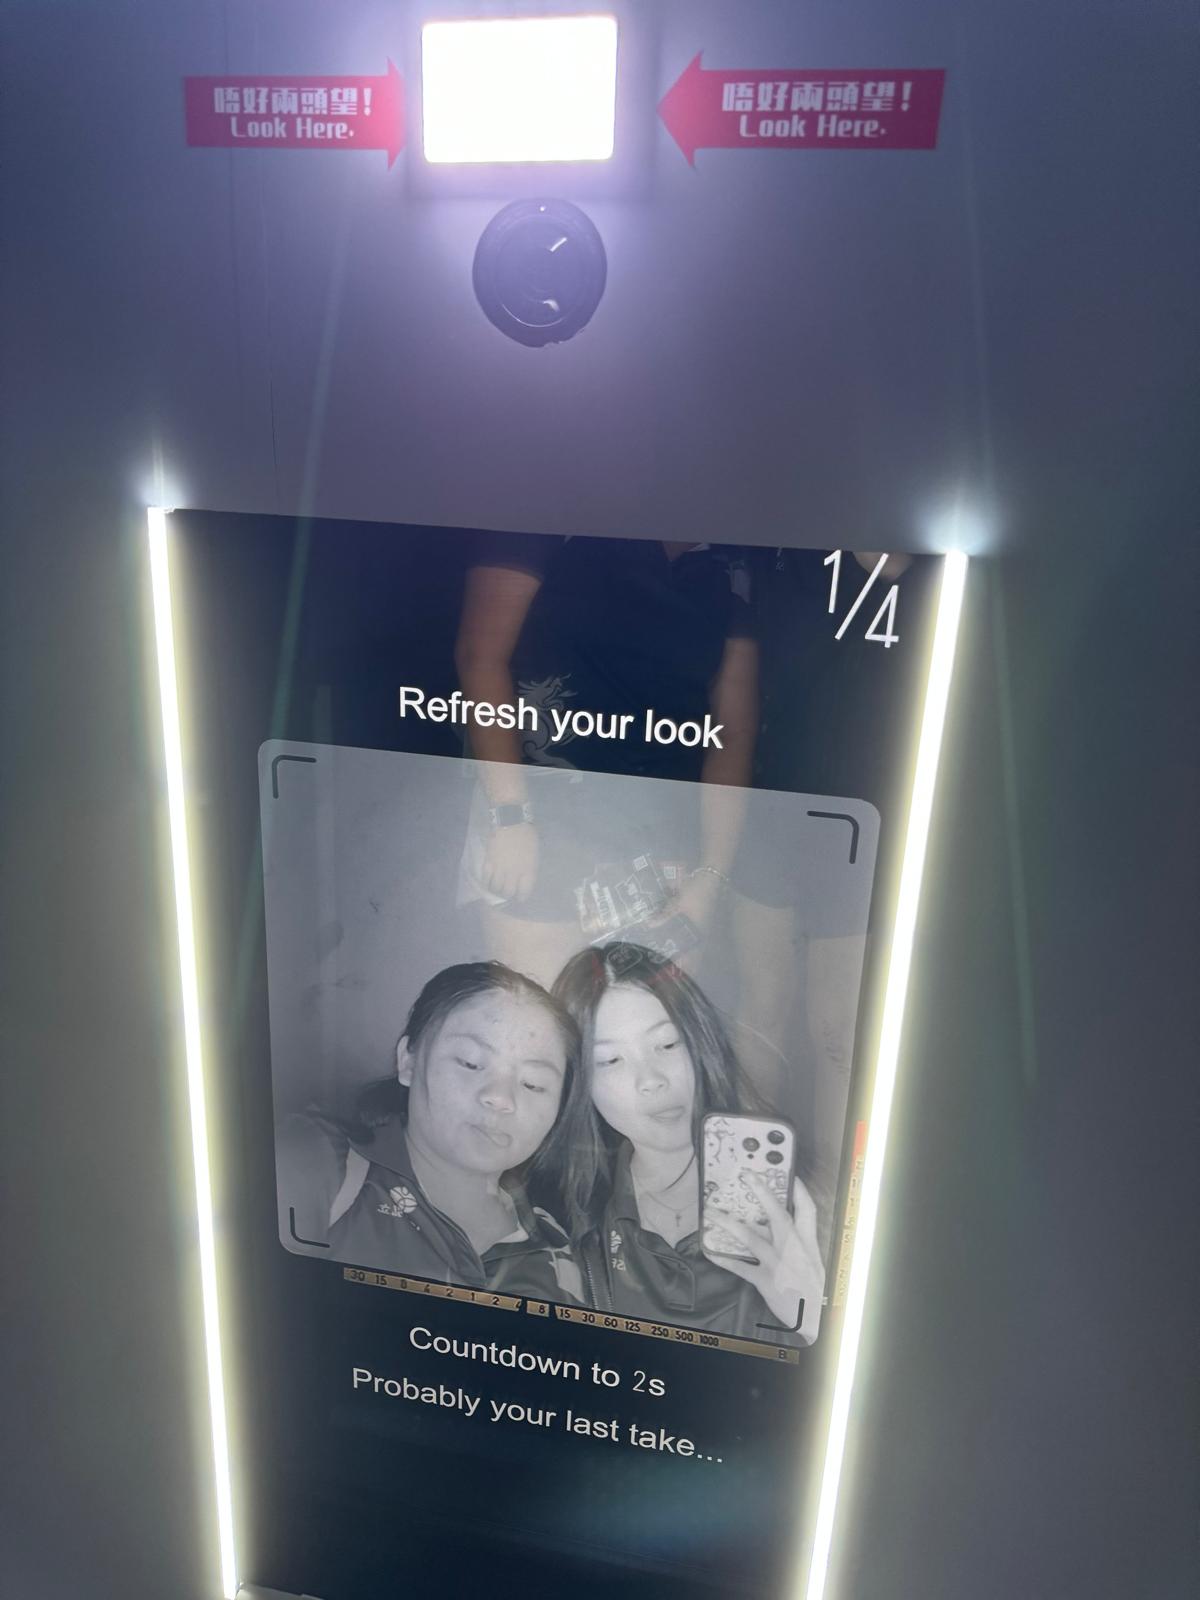 唔好兩頭望！
Look Here.
唔好兩頭望！
Look Here.
1/4
Refresh your look
30 15 8 4 2 1 2 4 8 15 30 60 125 250 500 1000 B
Countdown to 2s
Probably your last take...